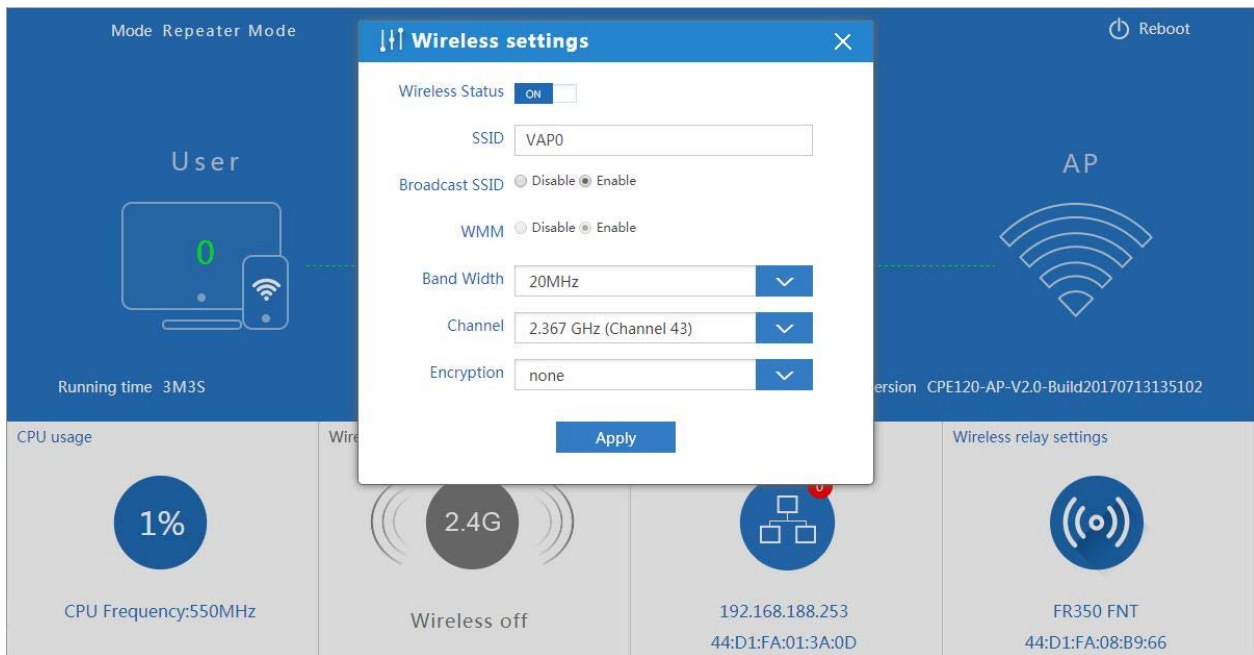 Mode Repeater Mode
Reboot
Wireless settings
Wireless Status ON
SSID VAP0
Broadcast SSID Disable Enable
WMM Disable Enable
Band Width 20MHz
Channel 2.367 GHz (Channel 43)
Encryption none
Apply
User
0
AP
Running time 3M3S
ersion CPE120-AP-V2.0-Build20170713135102
CPU usage
1%
CPU Frequency:550MHz
Wire
2.4G
Wireless off
0
192.168.188.253
44:D1:FA:01:3A:0D
Wireless relay settings
FR350 FNT
44:D1:FA:08:B9:66